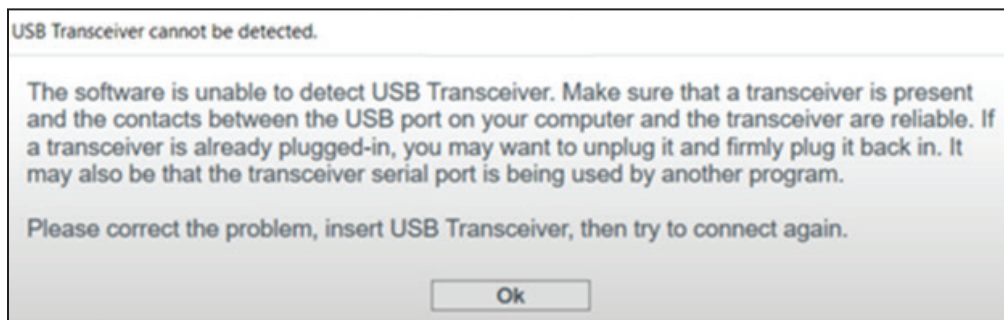 USB Transceiver cannot be detected.
The software is unable to detect USB Transceiver. Make sure that a transceiver is present
and the contacts between the USB port on your computer and the transceiver are reliable. If
a transceiver is already plugged-in, you may want to unplug it and firmly plug it back in. It
may also be that the transceiver serial port is being used by another program.
Please correct the problem, insert USB Transceiver, then try to connect again.
Ok